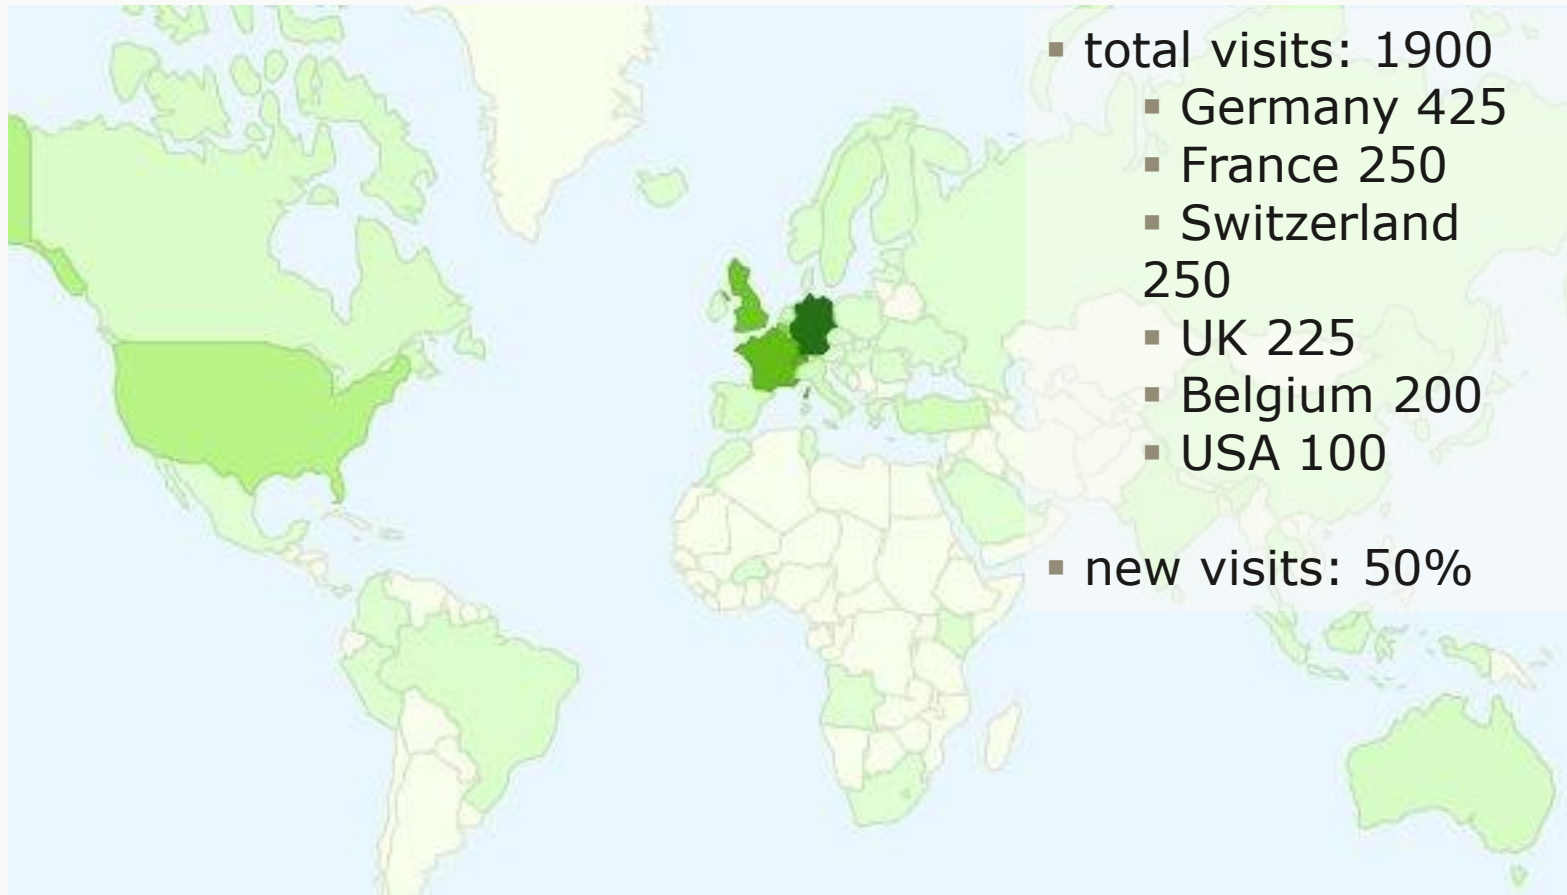 ▪ total visits: 1900
▪ Germany 425
▪ France 250
▪ Switzerland
250
▪ UK 225
▪ Belgium 200
▪ USA 100
▪ new visits: 50%